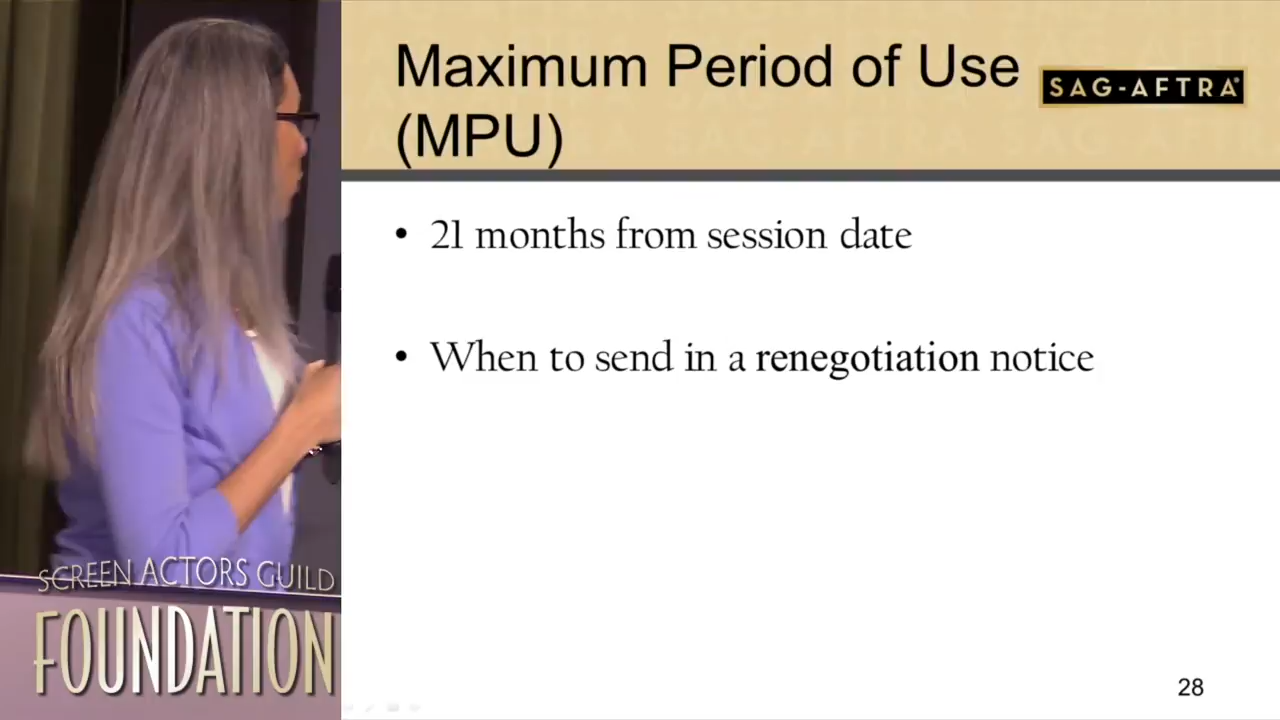 Maximum Period of Use
(MPU)
SAG-AFTRA®
• 21 months from session date
• When to send in a renegotiation notice
28
SCREEN ACTORS GUILD
FOUNDATION